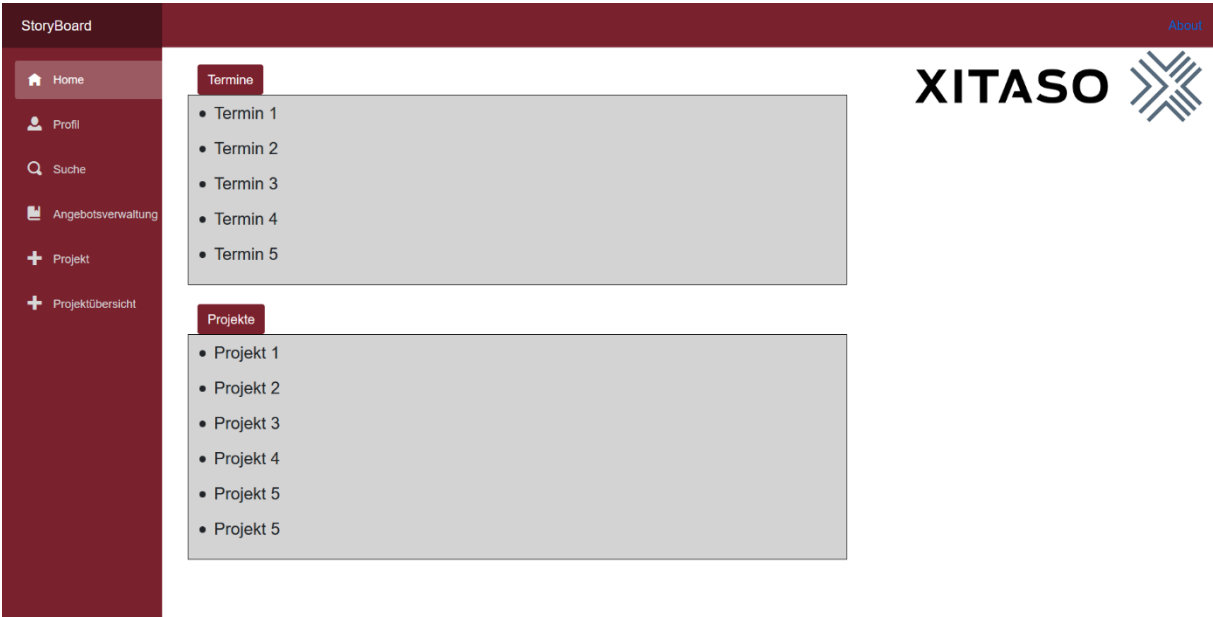 StoryBoard
About
Home
Profil
Suche
Angebotsverwaltung
Projekt
Projektübersicht
Termine
Termin 1
Termin 2
Termin 3
Termin 4
Termin 5
Projekte
Projekt 1
Projekt 2
Projekt 3
Projekt 4
Projekt 5
Projekt 5
XITASO